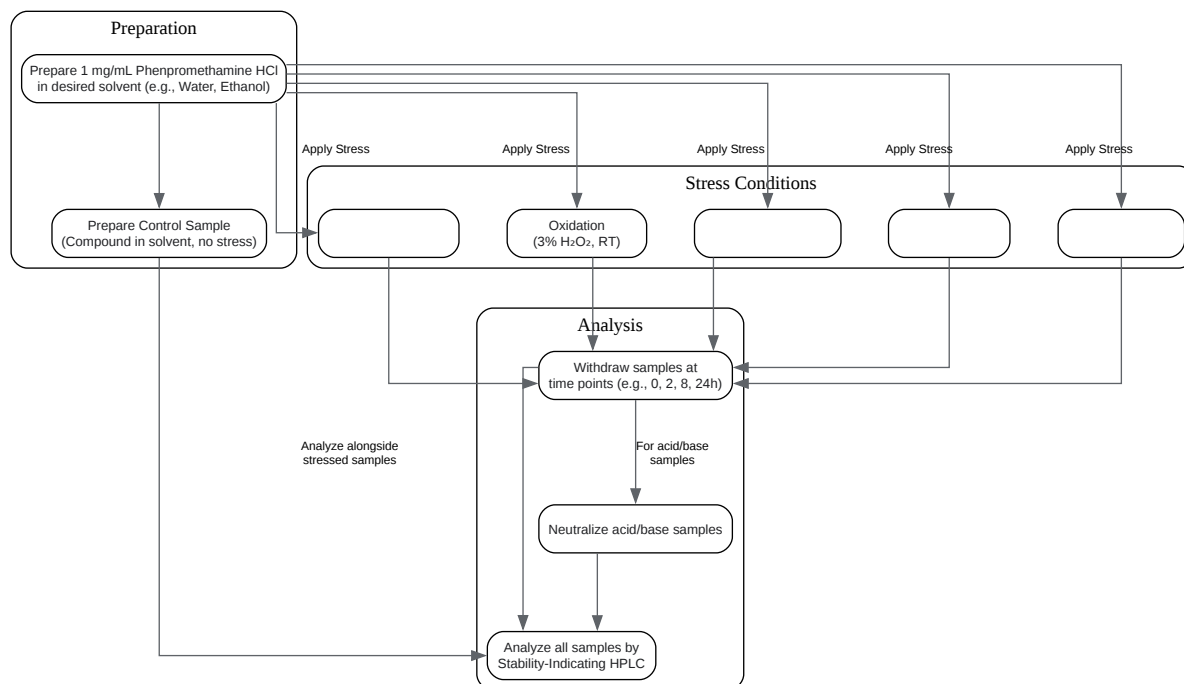 Preparation
Prepare 1 mg/mL Phenpromethamine HCl
in desired solvent (e.g., Water, Ethanol)
Apply Stress
Apply Stress
Apply Stress
Apply Stress
Apply Stress
Stress Conditions
Prepare Control Sample
(Compound in solvent, no stress)
Oxidation
(3% H₂O₂, RT)
Analysis
Withdraw samples at
time points (e.g., 0, 2, 8, 24h)
Analyze alongside
stressed samples
For acid/base
samples
Neutralize acid/base samples
Analyze all samples by
Stability-Indicating HPLC